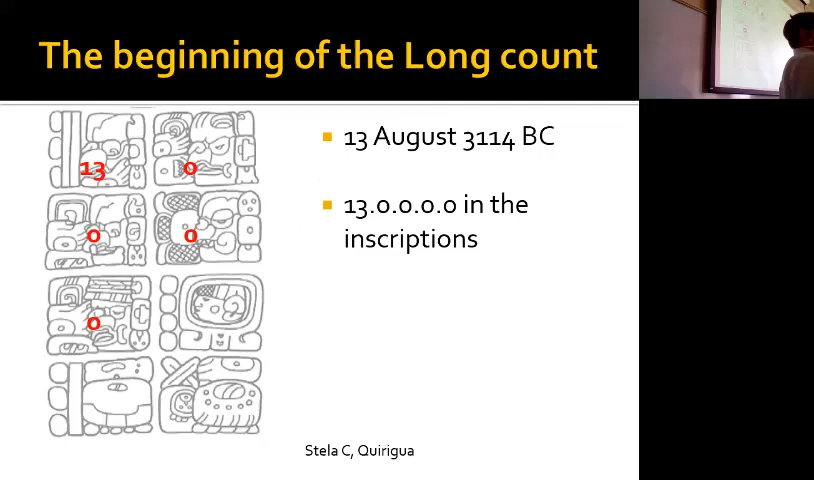 The beginning of the Long count
13 August 3114 BC
13.0.0.0.0 in the
inscriptions
13
0
0
0
0
Stela C, Quirigua